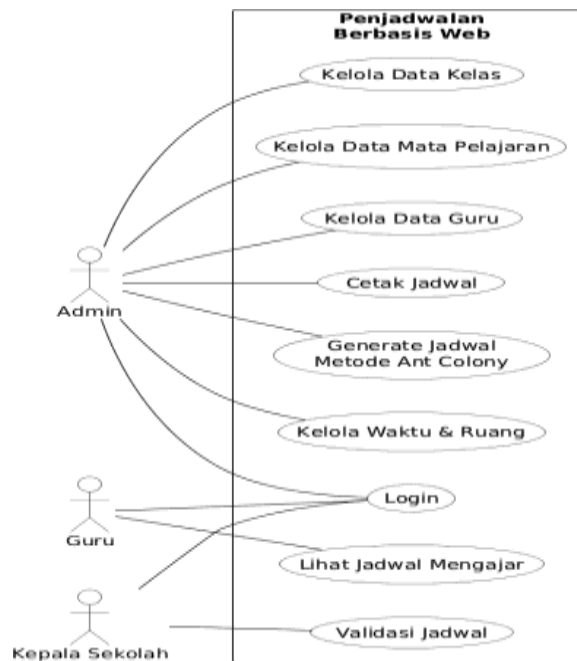 Penjadwalan
Berbasis Web
Kelola Data Kelas
Kelola Data Mata Pelajaran
Kelola Data Guru
Cetak Jadwal
Admin
Generate Jadwal
Metode Ant Colony
Kelola Waktu & Ruang
Login
Guru
Lihat Jadwal Mengajar
Validasi Jadwal
Kepala Sekolah